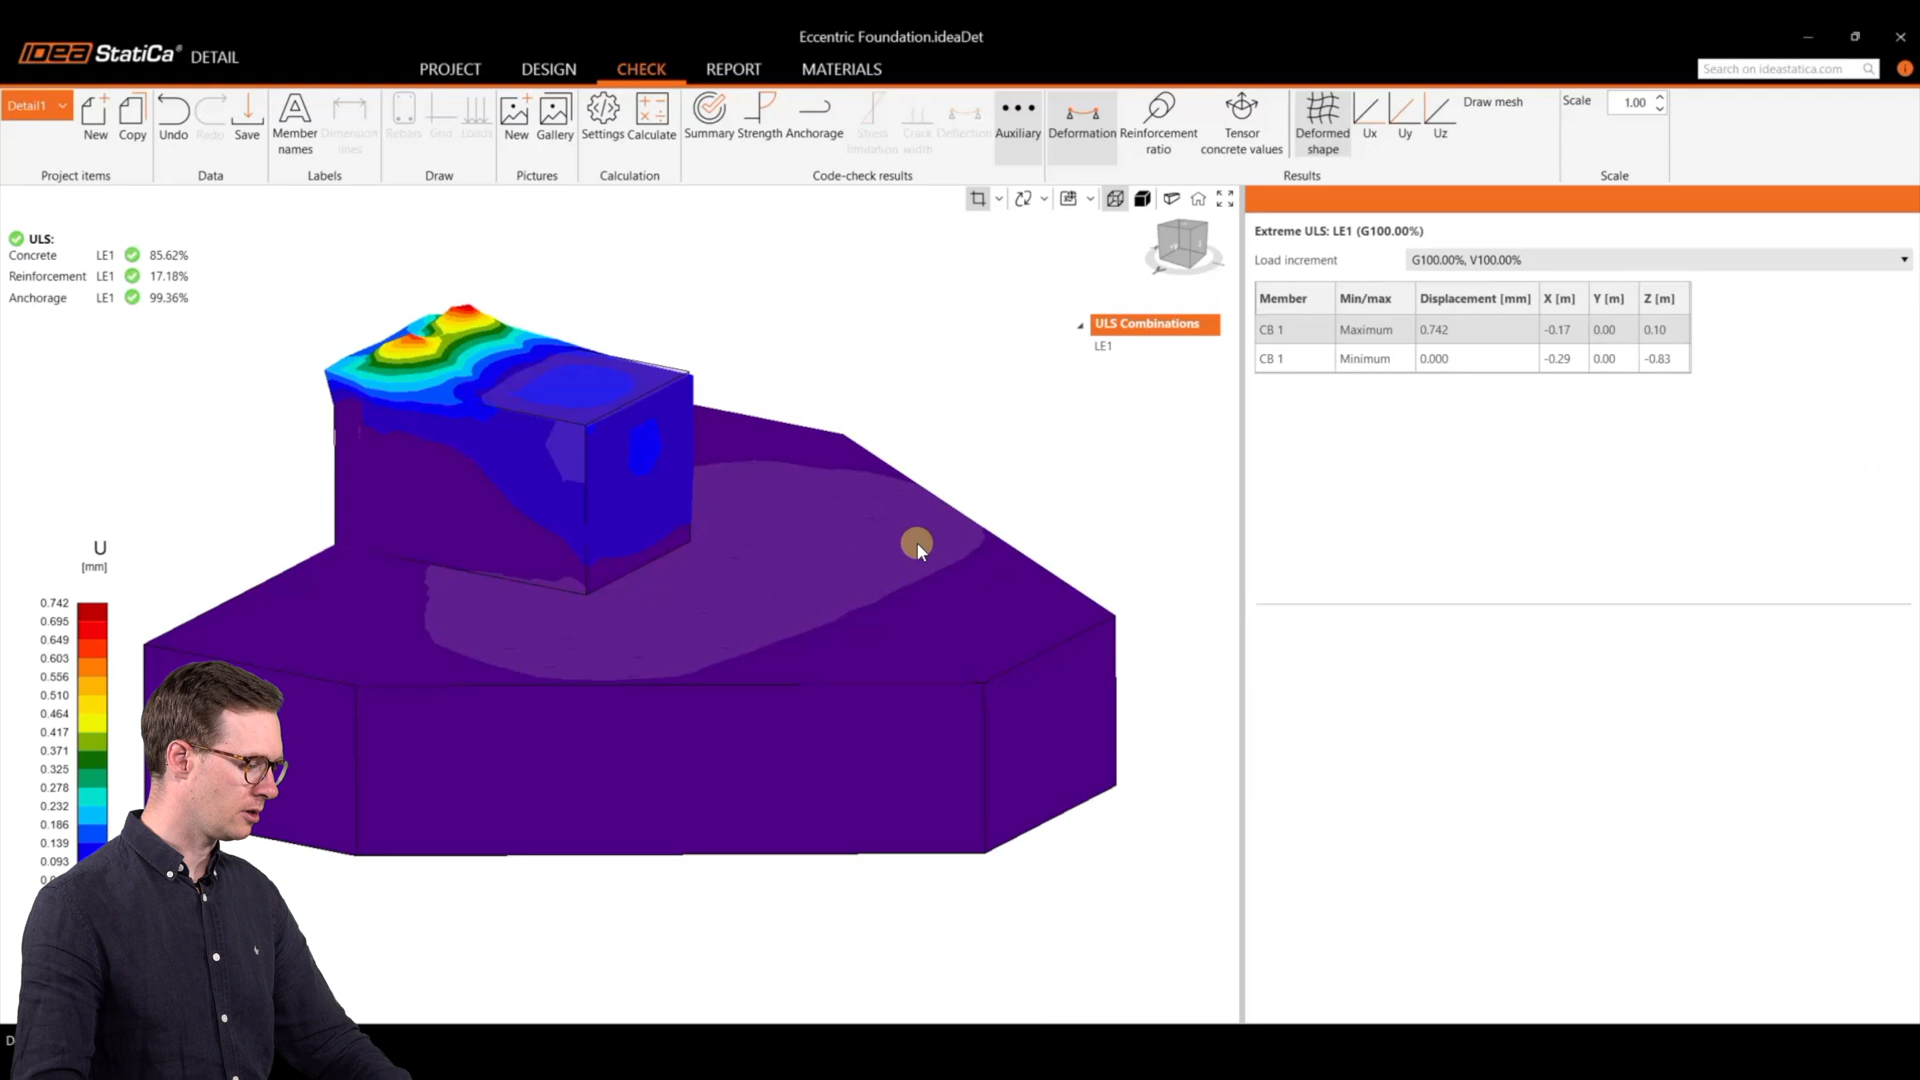 Eccentric Foundation.ideaDet
IDEA StatiCa® DETAIL
PROJECT DESIGN CHECK REPORT MATERIALS
Search on ideastatica.com
Detail1
New Copy
Undo Redo Save
Member names
Dimension lines
Rebars Grid Loads
New Gallery
Settings Calculate
Summary Strength Anchorage
Stress limitation
Crack width
Deflection
Auxiliary
Deformation
Reinforcement ratio
Tensor concrete values
Deformed shape
Ux Uy Uz
Draw mesh
Scale 1.00
Project items Data Labels Draw Pictures Calculation Code-check results Results Scale
ULS:
Concrete LE1 85.62%
Reinforcement LE1 17.18%
Anchorage LE1 99.36%
ULS Combinations
LE1
U
[mm]
0.742
0.695
0.649
0.603
0.556
0.510
0.464
0.417
0.371
0.325
0.278
0.232
0.186
0.139
0.093
Extreme ULS: LE1 (G100.00%)
Load increment G100.00%, V100.00%
Member Min/max Displacement [mm] X [m] Y [m] Z [m]
CB 1 Maximum 0.742 -0.17 0.00 0.10
CB 1 Minimum 0.000 -0.29 0.00 -0.83